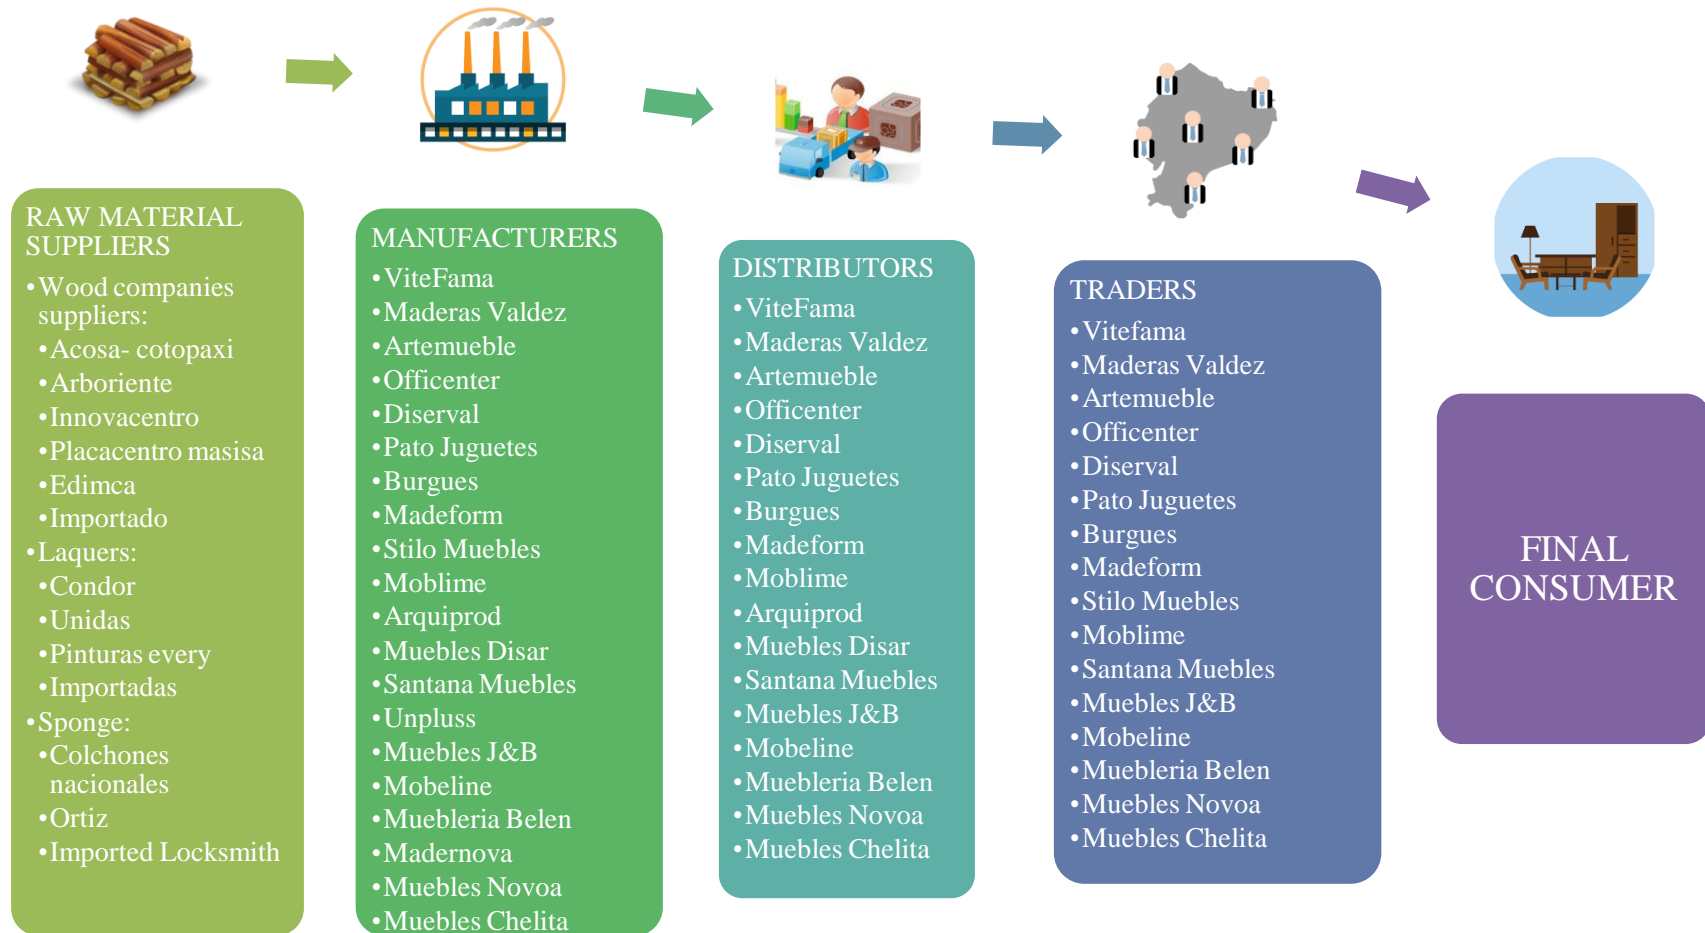 RAW MATERIAL
SUPPLIERS
•Wood companies
suppliers:
•Acosa- cotopaxi
•Arboriente
•Innovacentro
•Placacentro masisa
•Edimca
•Importado
•Laquers:
•Condor
•Unidas
•Pinturas every
•Importadas
•Sponge:
•Colchones
nacionales
•Ortiz
•Imported Locksmith
MANUFACTURERS
•ViteFama
•Maderas Valdez
•Artemueble
•Officenter
•Diserval
•Pato Juguetes
•Burgues
•Madeform
•Stilo Muebles
•Moblime
•Arquiprod
•Muebles Disar
•Santana Muebles
•Unpluss
•Muebles J&B
•Mobeline
•Muebleria Belen
•Madernova
•Muebles Novoa
•Muebles Chelita
DISTRIBUTORS
•ViteFama
•Maderas Valdez
•Artemueble
•Officenter
•Diserval
•Pato Juguetes
•Burgues
•Madeform
•Moblime
•Arquiprod
•Muebles Disar
•Santana Muebles
•Muebles J&B
•Mobeline
•Muebleria Belen
•Muebles Novoa
•Muebles Chelita
TRADERS
•Vitefama
•Maderas Valdez
•Artemueble
•Officenter
•Diserval
•Pato Juguetes
•Burgues
•Madeform
•Stilo Muebles
•Moblime
•Santana Muebles
•Muebles J&B
•Mobeline
•Muebleria Belen
•Muebles Novoa
•Muebles Chelita
FINAL
CONSUMER